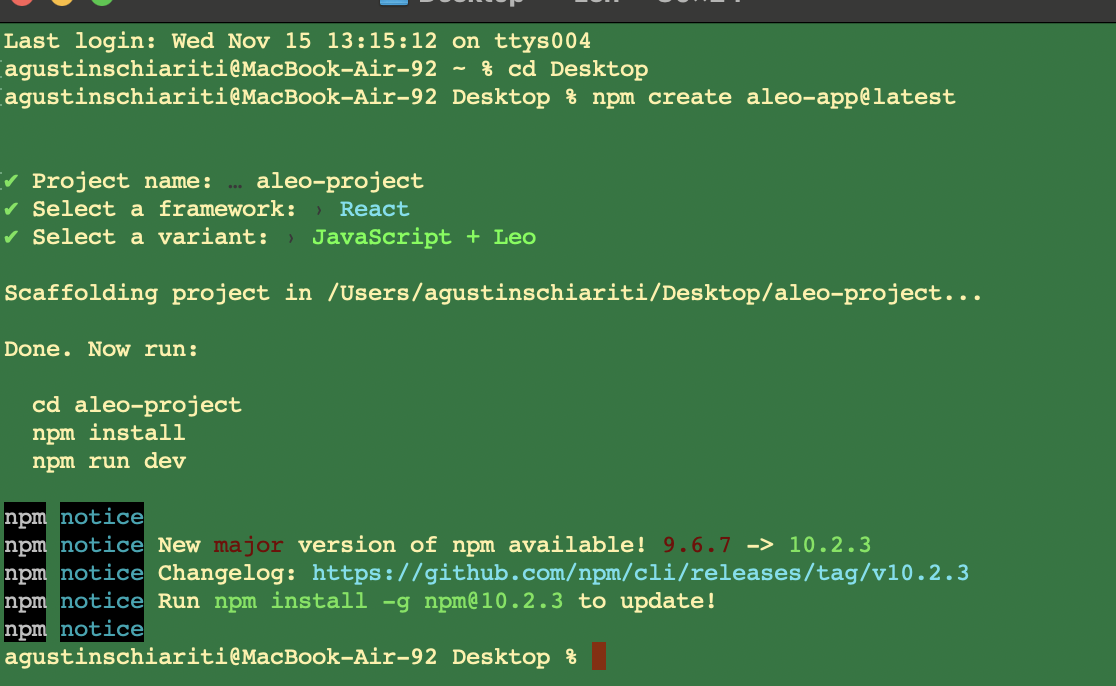 Last login: Wed Nov 15 13:15:12 on ttys004
agustinschiariti@MacBook-Air-92 ~ % cd Desktop
agustinschiariti@MacBook-Air-92 Desktop % npm create aleo-app@latest
✔ Project name: … aleo-project
✔ Select a framework: › React
✔ Select a variant: › JavaScript + Leo
Scaffolding project in /Users/agustinschiariti/Desktop/aleo-project...
Done. Now run:
cd aleo-project
npm install
npm run dev
npm notice
npm notice New major version of npm available! 9.6.7 -> 10.2.3
npm notice Changelog: https://github.com/npm/cli/releases/tag/v10.2.3
npm notice Run npm install -g npm@10.2.3 to update!
npm notice
agustinschiariti@MacBook-Air-92 Desktop %